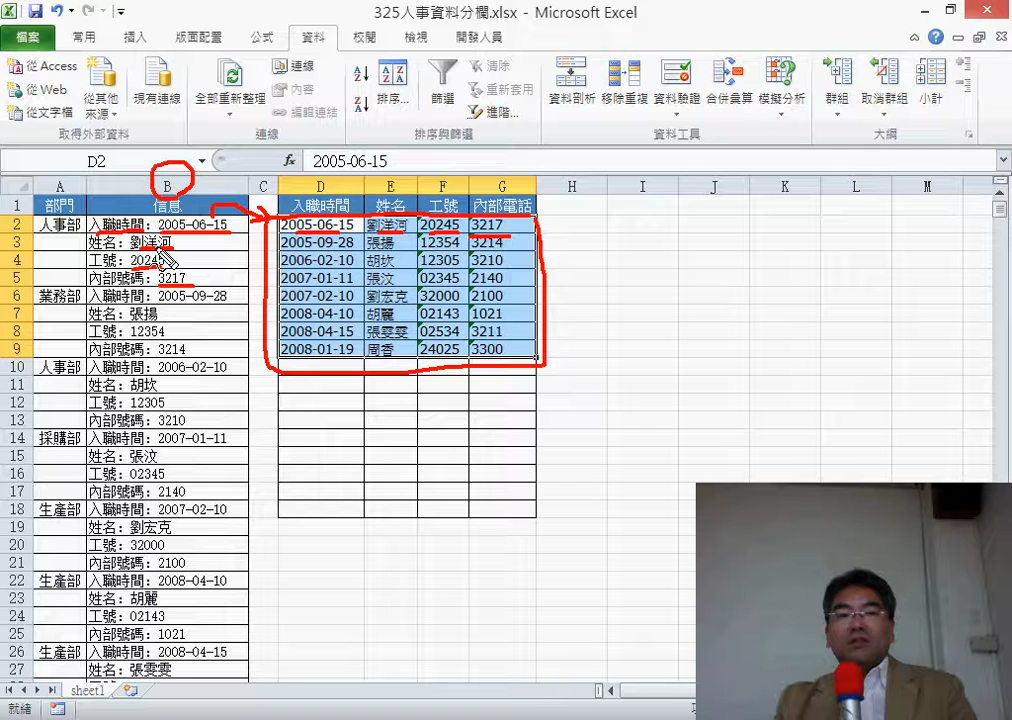 325人事資料分欄.xlsx - Microsoft Excel
檔案 常用 插入 版面配置 公式 資料 校閱 檢視 開發人員
從 Access
從 Web
從文字檔
從其他來源
現有連線
取得外部資料
全部重新整理
連線
內容
編輯連結
連線
排序...
篩選
清除
重新套用
進階...
排序與篩選
資料剖析 移除重複 資料驗證 合併彙算 模擬分析
資料工具
群組 取消群組 小計
大綱
D2 fx 2005-06-15
A B C D E F G H I J K L M
1 部門 信息 入職時間 姓名 工號 內部電話
2 人事部 入職時間：2005-06-15 2005-06-15 劉洋河 20245 3217
3 姓名：劉洋河 2005-09-28 張揚 12354 3214
4 工號：20245 2006-02-10 胡坎 12305 3210
5 內部號碼：3217 2007-01-11 張汶 02345 2140
6 業務部 入職時間：2005-09-28 2007-02-10 劉宏克 32000 2100
7 姓名：張揚 2008-04-10 胡麗 02143 1021
8 工號：12354 2008-04-15 張雯雯 02534 3211
9 內部號碼：3214 2008-01-19 周香 24025 3300
10 人事部 入職時間：2006-02-10
11 姓名：胡坎
12 工號：12305
13 內部號碼：3210
14 採購部 入職時間：2007-01-11
15 姓名：張汶
16 工號：02345
17 內部號碼：2140
18 生產部 入職時間：2007-02-10
19 姓名：劉宏克
20 工號：32000
21 內部號碼：2100
22 生產部 入職時間：2008-04-10
23 姓名：胡麗
24 工號：02143
25 內部號碼：1021
26 生產部 入職時間：2008-04-15
27 姓名：張雯雯
sheet1
就緒